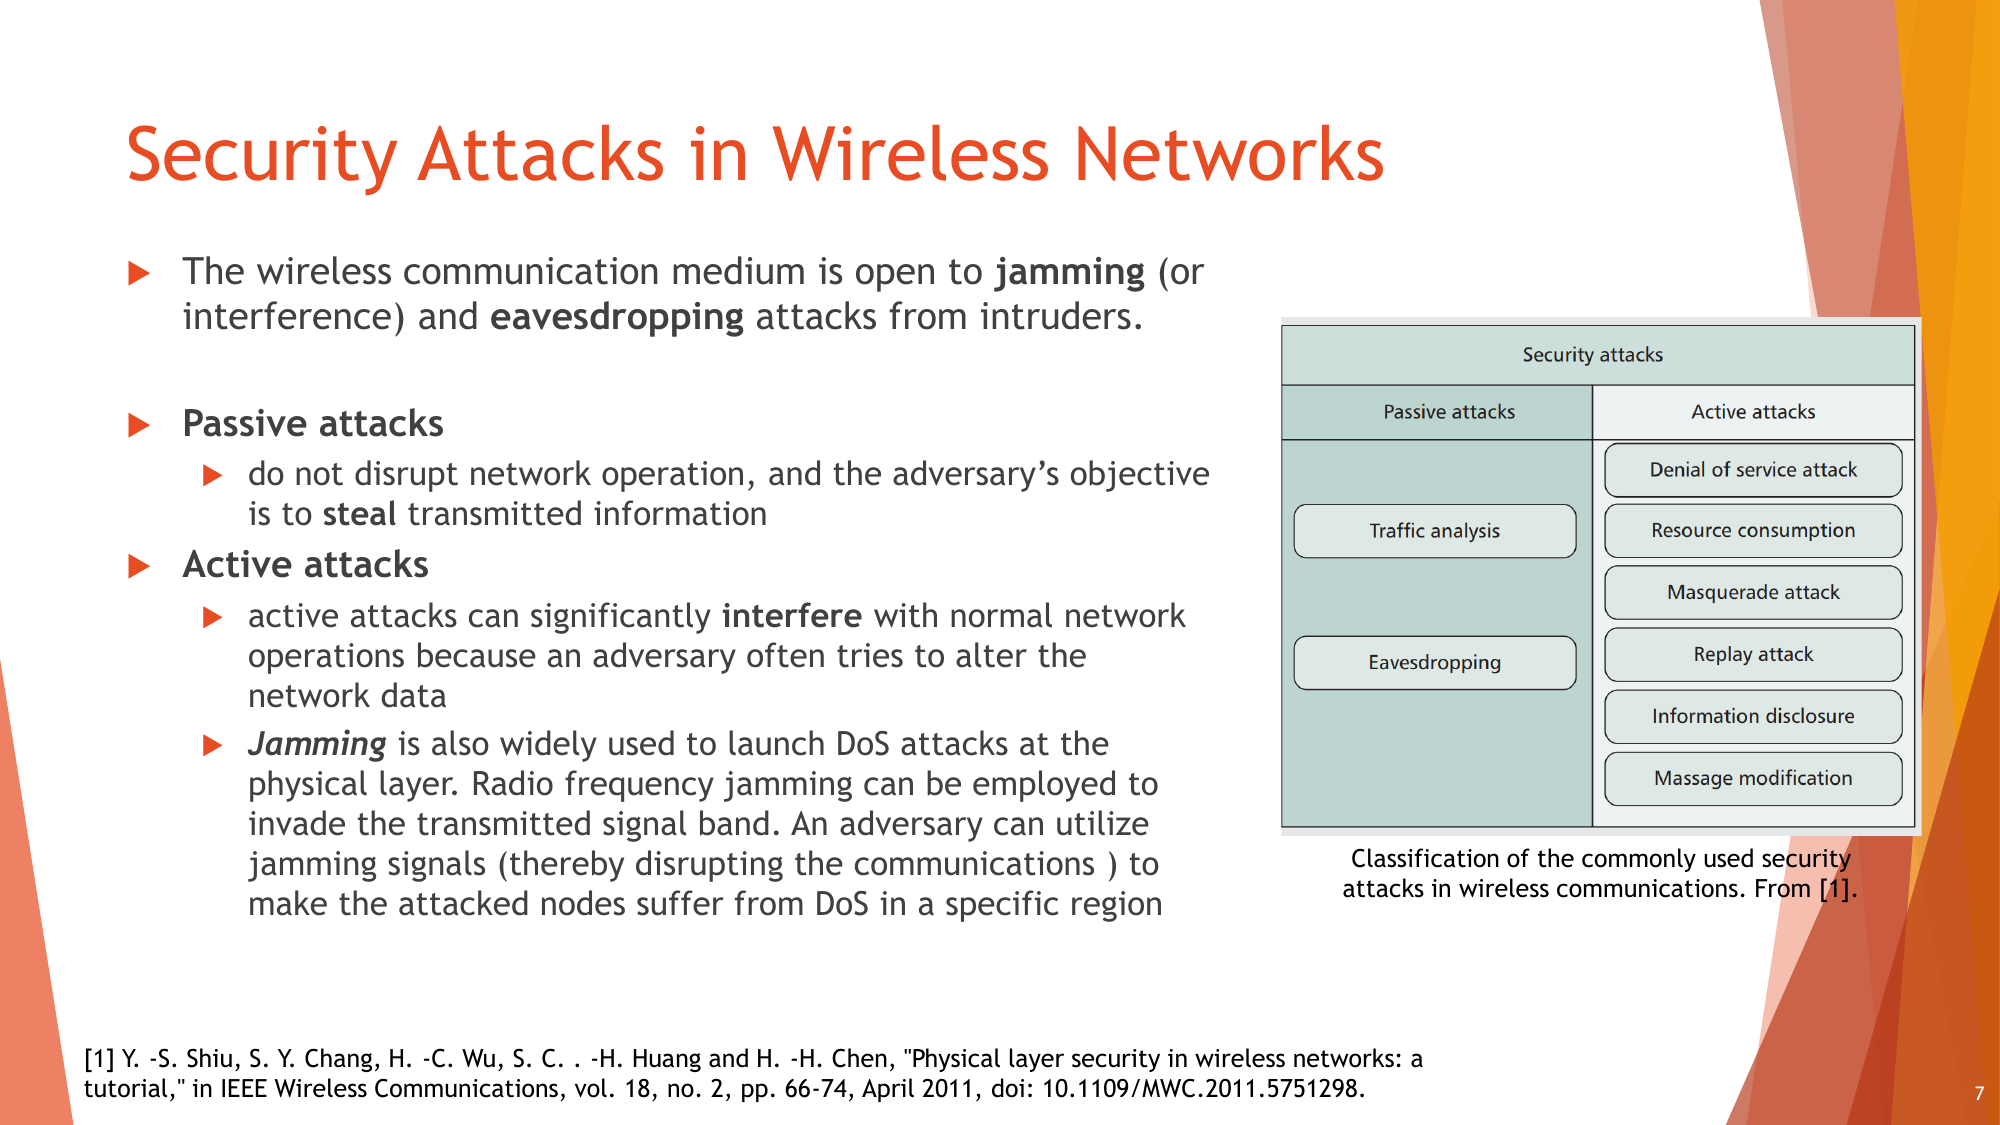 Security Attacks in Wireless Networks
The wireless communication medium is open to jamming (or
interference) and eavesdropping attacks from intruders.
Passive attacks
do not disrupt network operation, and the adversary’s objective
is to steal transmitted information
Active attacks
active attacks can significantly interfere with normal network
operations because an adversary often tries to alter the
network data
Jamming is also widely used to launch DoS attacks at the
physical layer. Radio frequency jamming can be employed to
invade the transmitted signal band. An adversary can utilize
jamming signals (thereby disrupting the communications ) to
make the attacked nodes suffer from DoS in a specific region
Security attacks
Passive attacks
Active attacks
Traffic analysis
Eavesdropping
Denial of service attack
Resource consumption
Masquerade attack
Replay attack
Information disclosure
Massage modification
Classification of the commonly used security
attacks in wireless communications. From [1].
[1] Y. -S. Shiu, S. Y. Chang, H. -C. Wu, S. C. . -H. Huang and H. -H. Chen, "Physical layer security in wireless networks: a
tutorial," in IEEE Wireless Communications, vol. 18, no. 2, pp. 66-74, April 2011, doi: 10.1109/MWC.2011.5751298.
7